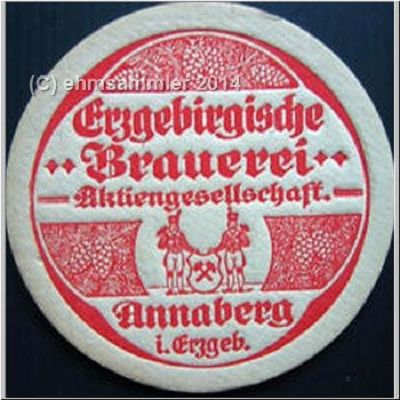 (C) ehmsammler 2014
Erzgebirgische
Brauerei
Aktiengesellschaft.
Annaberg
i. Erzgeb.